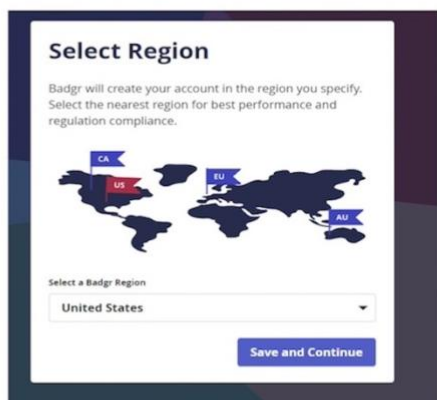 Select Region
Badgr will create your account in the region you specify.
Select the nearest region for best performance and
regulation compliance.
CA
US
EU
AU
Select a Badgr Region
United States
Save and Continue